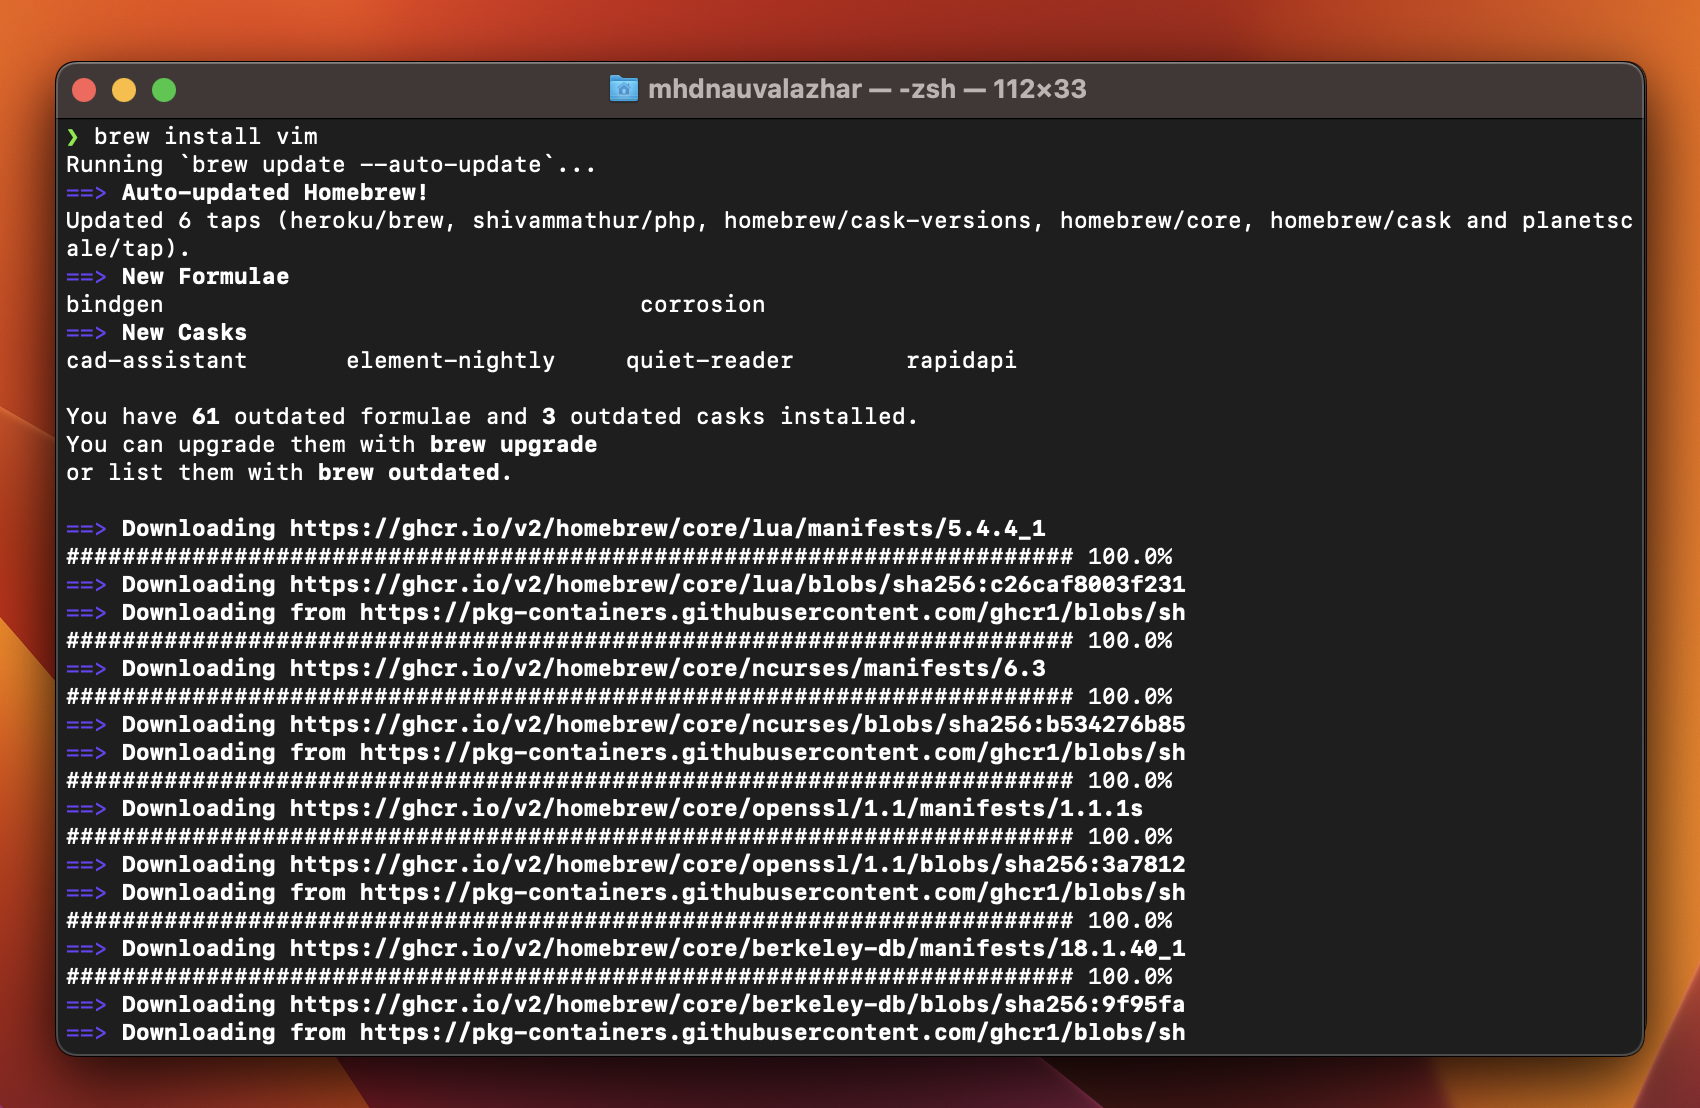 mhdnauvalazhar — -zsh — 112×33
❯ brew install vim
Running `brew update --auto-update`...
==> Auto-updated Homebrew!
Updated 6 taps (heroku/brew, shivammathur/php, homebrew/cask-versions, homebrew/core, homebrew/cask and planetsc
ale/tap).
==> New Formulae
bindgen                                  corrosion
==> New Casks
cad-assistant       element-nightly     quiet-reader        rapidapi
You have 61 outdated formulae and 3 outdated casks installed.
You can upgrade them with brew upgrade
or list them with brew outdated.
==> Downloading https://ghcr.io/v2/homebrew/core/lua/manifests/5.4.4_1
######################################################################## 100.0%
==> Downloading https://ghcr.io/v2/homebrew/core/lua/blobs/sha256:c26caf8003f231
==> Downloading from https://pkg-containers.githubusercontent.com/ghcr1/blobs/sh
######################################################################## 100.0%
==> Downloading https://ghcr.io/v2/homebrew/core/ncurses/manifests/6.3
######################################################################## 100.0%
==> Downloading https://ghcr.io/v2/homebrew/core/ncurses/blobs/sha256:b534276b85
==> Downloading from https://pkg-containers.githubusercontent.com/ghcr1/blobs/sh
######################################################################## 100.0%
==> Downloading https://ghcr.io/v2/homebrew/core/openssl/1.1/manifests/1.1.1s
######################################################################## 100.0%
==> Downloading https://ghcr.io/v2/homebrew/core/openssl/1.1/blobs/sha256:3a7812
==> Downloading from https://pkg-containers.githubusercontent.com/ghcr1/blobs/sh
######################################################################## 100.0%
==> Downloading https://ghcr.io/v2/homebrew/core/berkeley-db/manifests/18.1.40_1
######################################################################## 100.0%
==> Downloading https://ghcr.io/v2/homebrew/core/berkeley-db/blobs/sha256:9f95fa
==> Downloading from https://pkg-containers.githubusercontent.com/ghcr1/blobs/sh